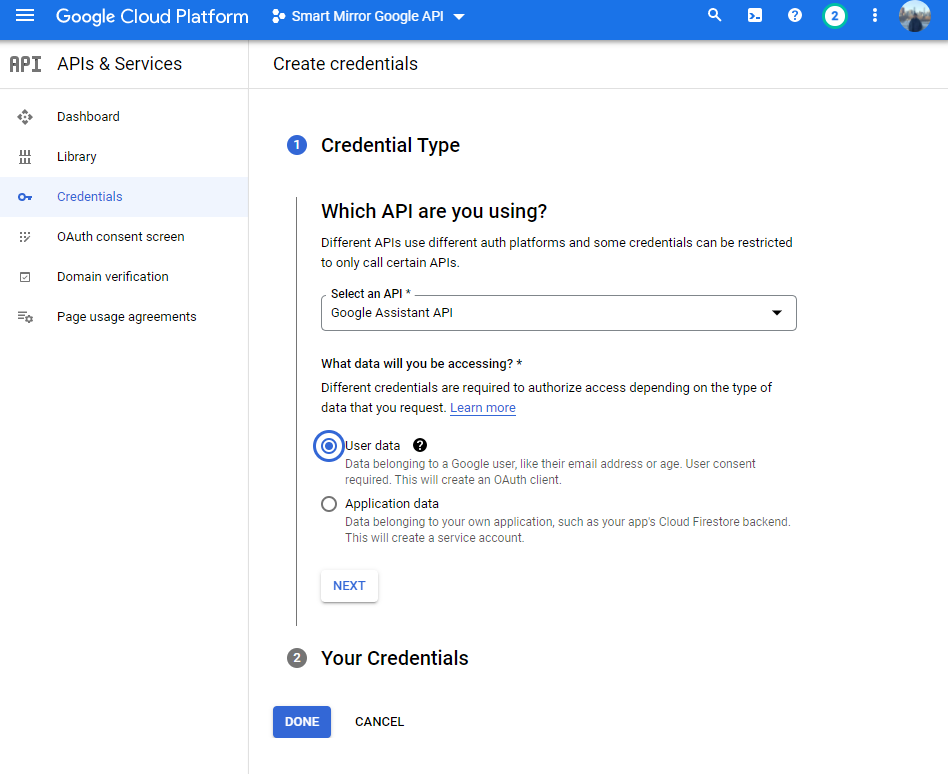 Google Cloud Platform
Smart Mirror Google API
2
API
APIs & Services
Create credentials
Dashboard
Library
Credentials
OAuth consent screen
Domain verification
Page usage agreements
1
Credential Type
Which API are you using?
Different APIs use different auth platforms and some credentials can be restricted
to only call certain APIs.
Select an API *
Google Assistant API
What data will you be accessing? *
Different credentials are required to authorize access depending on the type of
data that you request. Learn more
User data ?
Data belonging to a Google user, like their email address or age. User consent
required. This will create an OAuth client.
Application data
Data belonging to your own application, such as your app's Cloud Firestore backend.
This will create a service account.
NEXT
2
Your Credentials
DONE
CANCEL